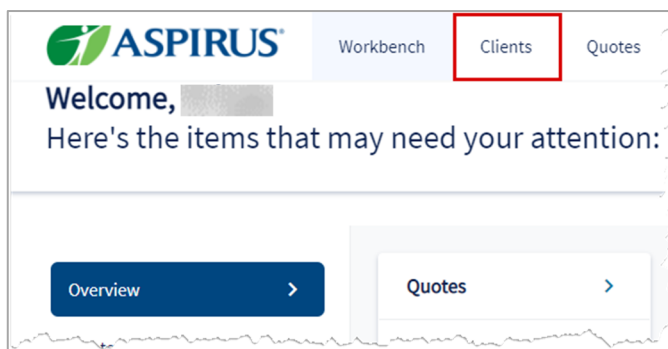 ASPIRUS®
Workbench
Clients
Quotes
Welcome,
Here's the items that may need your attention:
Overview
Quotes